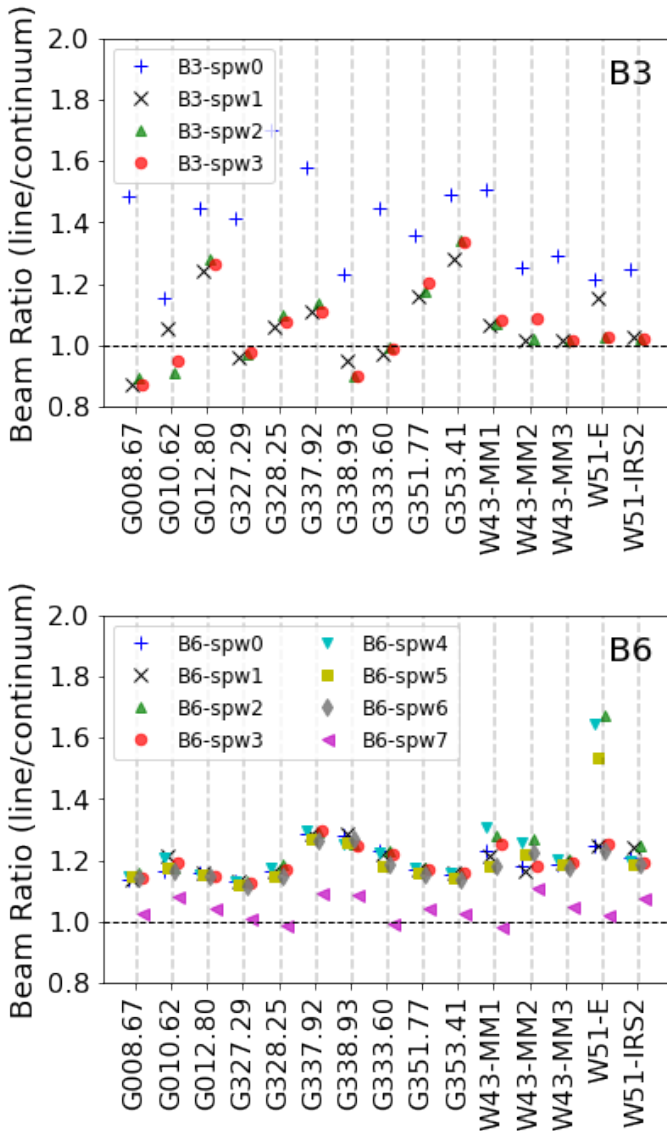 B3
2.0
1.8
1.6
1.4
1.2
1.0
0.8
Beam Ratio (line/continuum)
B3-spw0
B3-spw1
B3-spw2
B3-spw3
G008.67
G010.62
G012.80
G327.29
G328.25
G337.92
G338.93
G333.60
G351.77
G353.41
W43-MM1
W43-MM2
W43-MM3
W51-E
W51-IRS2
B6
2.0
1.8
1.6
1.4
1.2
1.0
0.8
Beam Ratio (line/continuum)
B6-spw0
B6-spw1
B6-spw2
B6-spw3
B6-spw4
B6-spw5
B6-spw6
B6-spw7
G008.67
G010.62
G012.80
G327.29
G328.25
G337.92
G338.93
G333.60
G351.77
G353.41
W43-MM1
W43-MM2
W43-MM3
W51-E
W51-IRS2